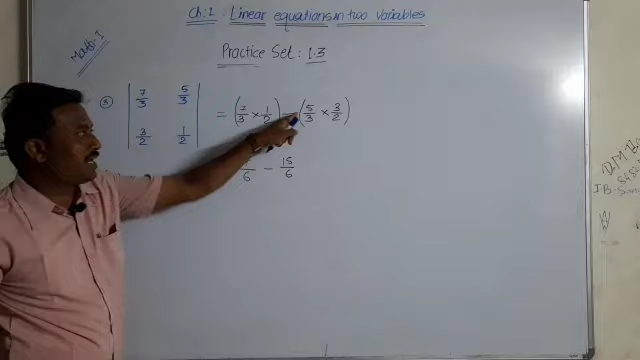 Ch:1. Linear equations in two variables
Math-I
Practice Set: 1.3
③ | 7/3 5/3 | = (7/3 × 1/2) – (5/3 × 3/2)
| 3/2 1/2 |
/6 – 15/6